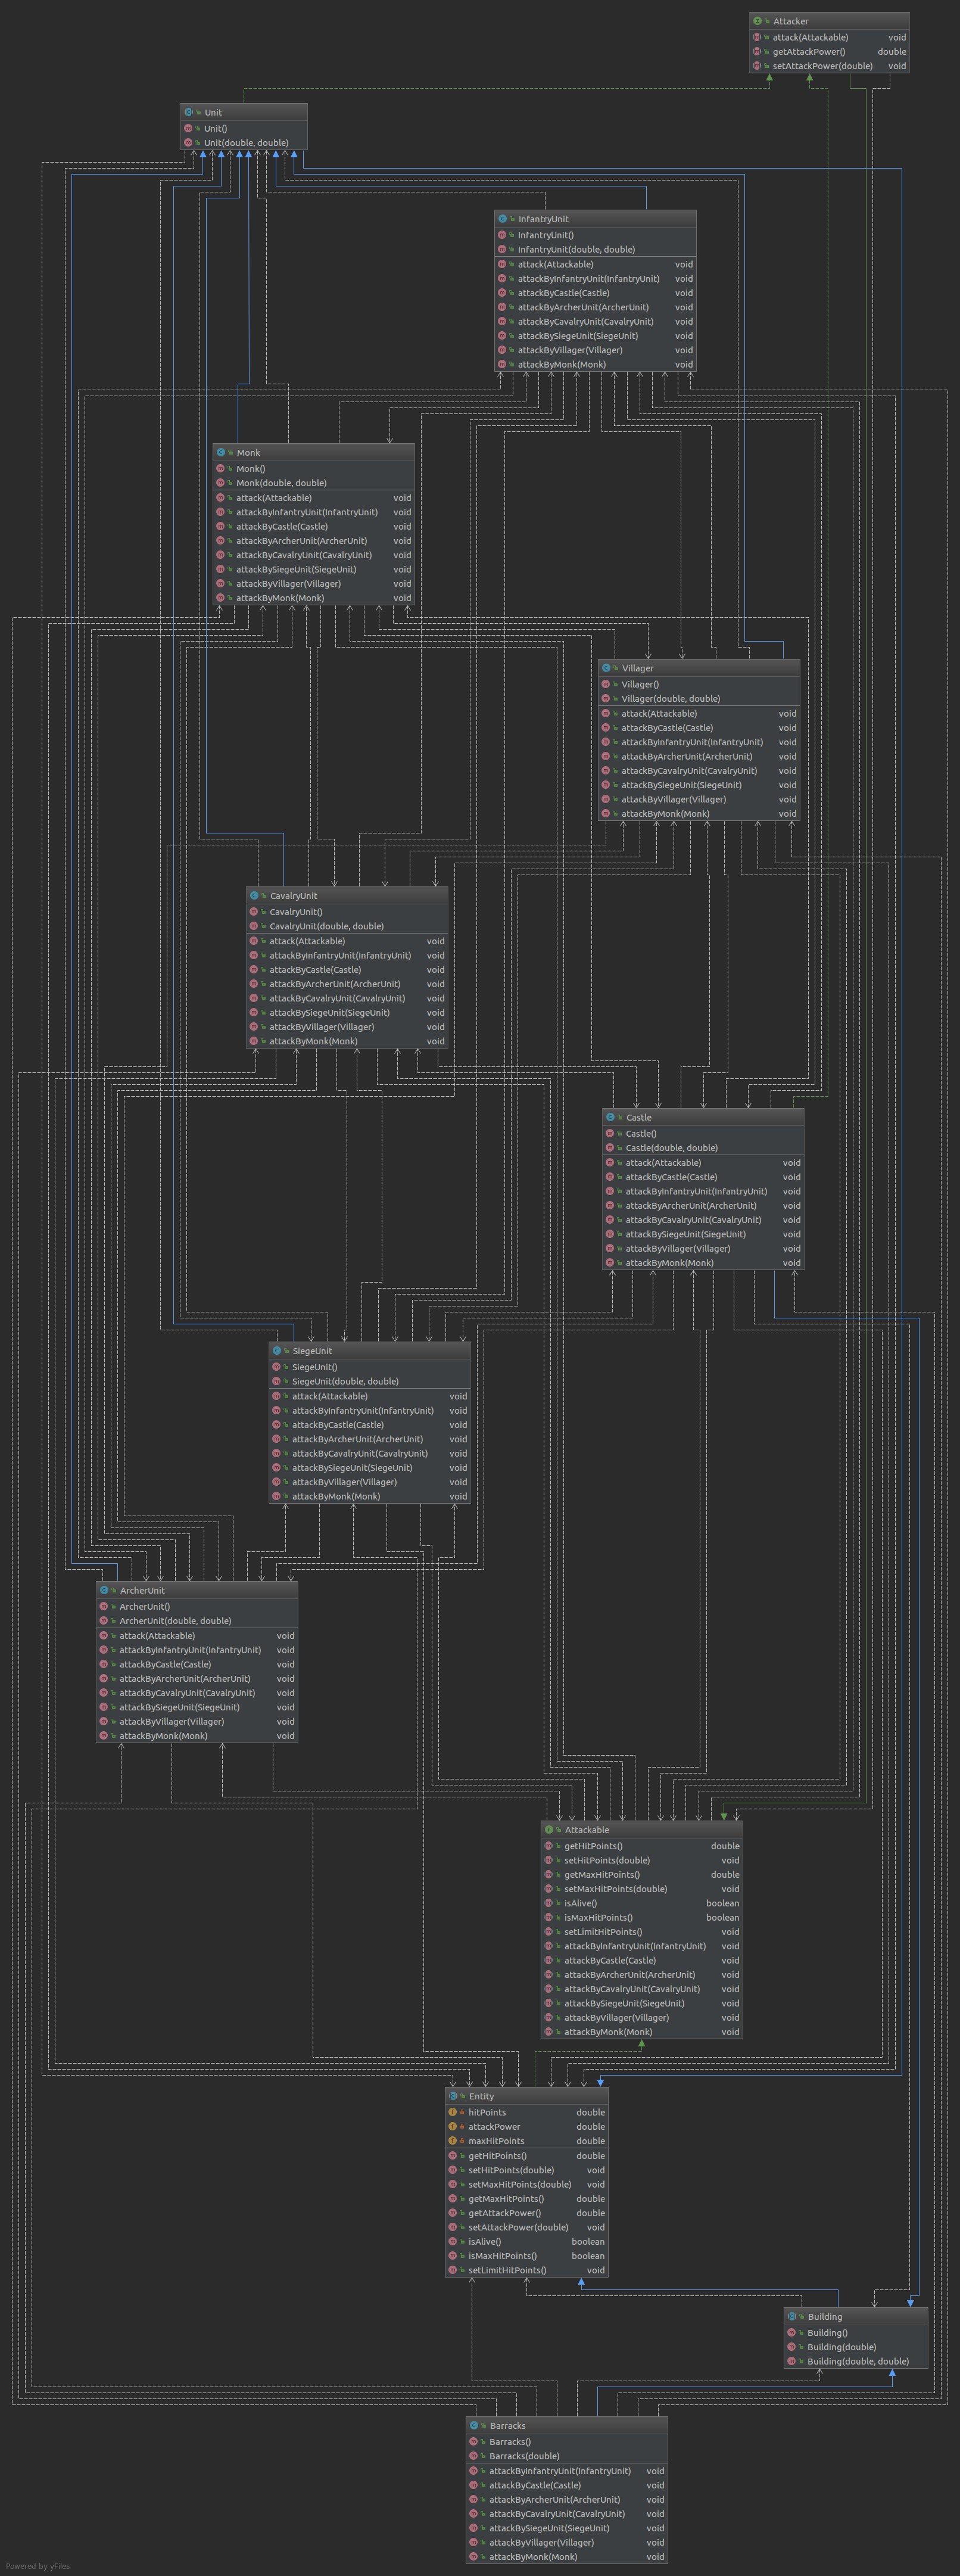 Attacker
attack(Attackable) void
getAttackPower() double
setAttackPower(double) void
Unit
Unit()
Unit(double, double)
InfantryUnit
InfantryUnit()
InfantryUnit(double, double)
attack(Attackable) void
attackByInfantryUnit(InfantryUnit) void
attackByCastle(Castle) void
attackByArcherUnit(ArcherUnit) void
attackByCavalryUnit(CavalryUnit) void
attackBySiegeUnit(SiegeUnit) void
attackByVillager(Villager) void
attackByMonk(Monk) void
Monk
Monk()
Monk(double, double)
attack(Attackable) void
attackByInfantryUnit(InfantryUnit) void
attackByCastle(Castle) void
attackByArcherUnit(ArcherUnit) void
attackByCavalryUnit(CavalryUnit) void
attackBySiegeUnit(SiegeUnit) void
attackByVillager(Villager) void
attackByMonk(Monk) void
Villager
Villager()
Villager(double, double)
attack(Attackable) void
attackByCastle(Castle) void
attackByInfantryUnit(InfantryUnit) void
attackByArcherUnit(ArcherUnit) void
attackByCavalryUnit(CavalryUnit) void
attackBySiegeUnit(SiegeUnit) void
attackByVillager(Villager) void
attackByMonk(Monk) void
CavalryUnit
CavalryUnit()
CavalryUnit(double, double)
attack(Attackable) void
attackByInfantryUnit(InfantryUnit) void
attackByCastle(Castle) void
attackByArcherUnit(ArcherUnit) void
attackByCavalryUnit(CavalryUnit) void
attackBySiegeUnit(SiegeUnit) void
attackByVillager(Villager) void
attackByMonk(Monk) void
Castle
Castle()
Castle(double, double)
attack(Attackable) void
attackByCastle(Castle) void
attackByInfantryUnit(InfantryUnit) void
attackByArcherUnit(ArcherUnit) void
attackByCavalryUnit(CavalryUnit) void
attackBySiegeUnit(SiegeUnit) void
attackByVillager(Villager) void
attackByMonk(Monk) void
SiegeUnit
SiegeUnit()
SiegeUnit(double, double)
attack(Attackable) void
attackByInfantryUnit(InfantryUnit) void
attackByCastle(Castle) void
attackByArcherUnit(ArcherUnit) void
attackByCavalryUnit(CavalryUnit) void
attackBySiegeUnit(SiegeUnit) void
attackByVillager(Villager) void
attackByMonk(Monk) void
ArcherUnit
ArcherUnit()
ArcherUnit(double, double)
attack(Attackable) void
attackByInfantryUnit(InfantryUnit) void
attackByCastle(Castle) void
attackByArcherUnit(ArcherUnit) void
attackByCavalryUnit(CavalryUnit) void
attackBySiegeUnit(SiegeUnit) void
attackByVillager(Villager) void
attackByMonk(Monk) void
Attackable
getHitPoints() double
setHitPoints(double) void
getMaxHitPoints() double
setMaxHitPoints(double) void
isAlive() boolean
isMaxHitPoints() boolean
setLimitHitPoints() void
attackByInfantryUnit(InfantryUnit) void
attackByCastle(Castle) void
attackByArcherUnit(ArcherUnit) void
attackByCavalryUnit(CavalryUnit) void
attackBySiegeUnit(SiegeUnit) void
attackByVillager(Villager) void
attackByMonk(Monk) void
Entity
hitPoints double
attackPower double
maxHitPoints double
getHitPoints() double
setHitPoints(double) void
setMaxHitPoints(double) void
getMaxHitPoints() double
getAttackPower() double
setAttackPower(double) void
isAlive() boolean
isMaxHitPoints() boolean
setLimitHitPoints() void
Building
Building()
Building(double)
Building(double, double)
Barracks
Barracks()
Barracks(double)
attackByInfantryUnit(InfantryUnit) void
attackByCastle(Castle) void
attackByArcherUnit(ArcherUnit) void
attackByCavalryUnit(CavalryUnit) void
attackBySiegeUnit(SiegeUnit) void
attackByVillager(Villager) void
attackByMonk(Monk) void
Powered by yFiles